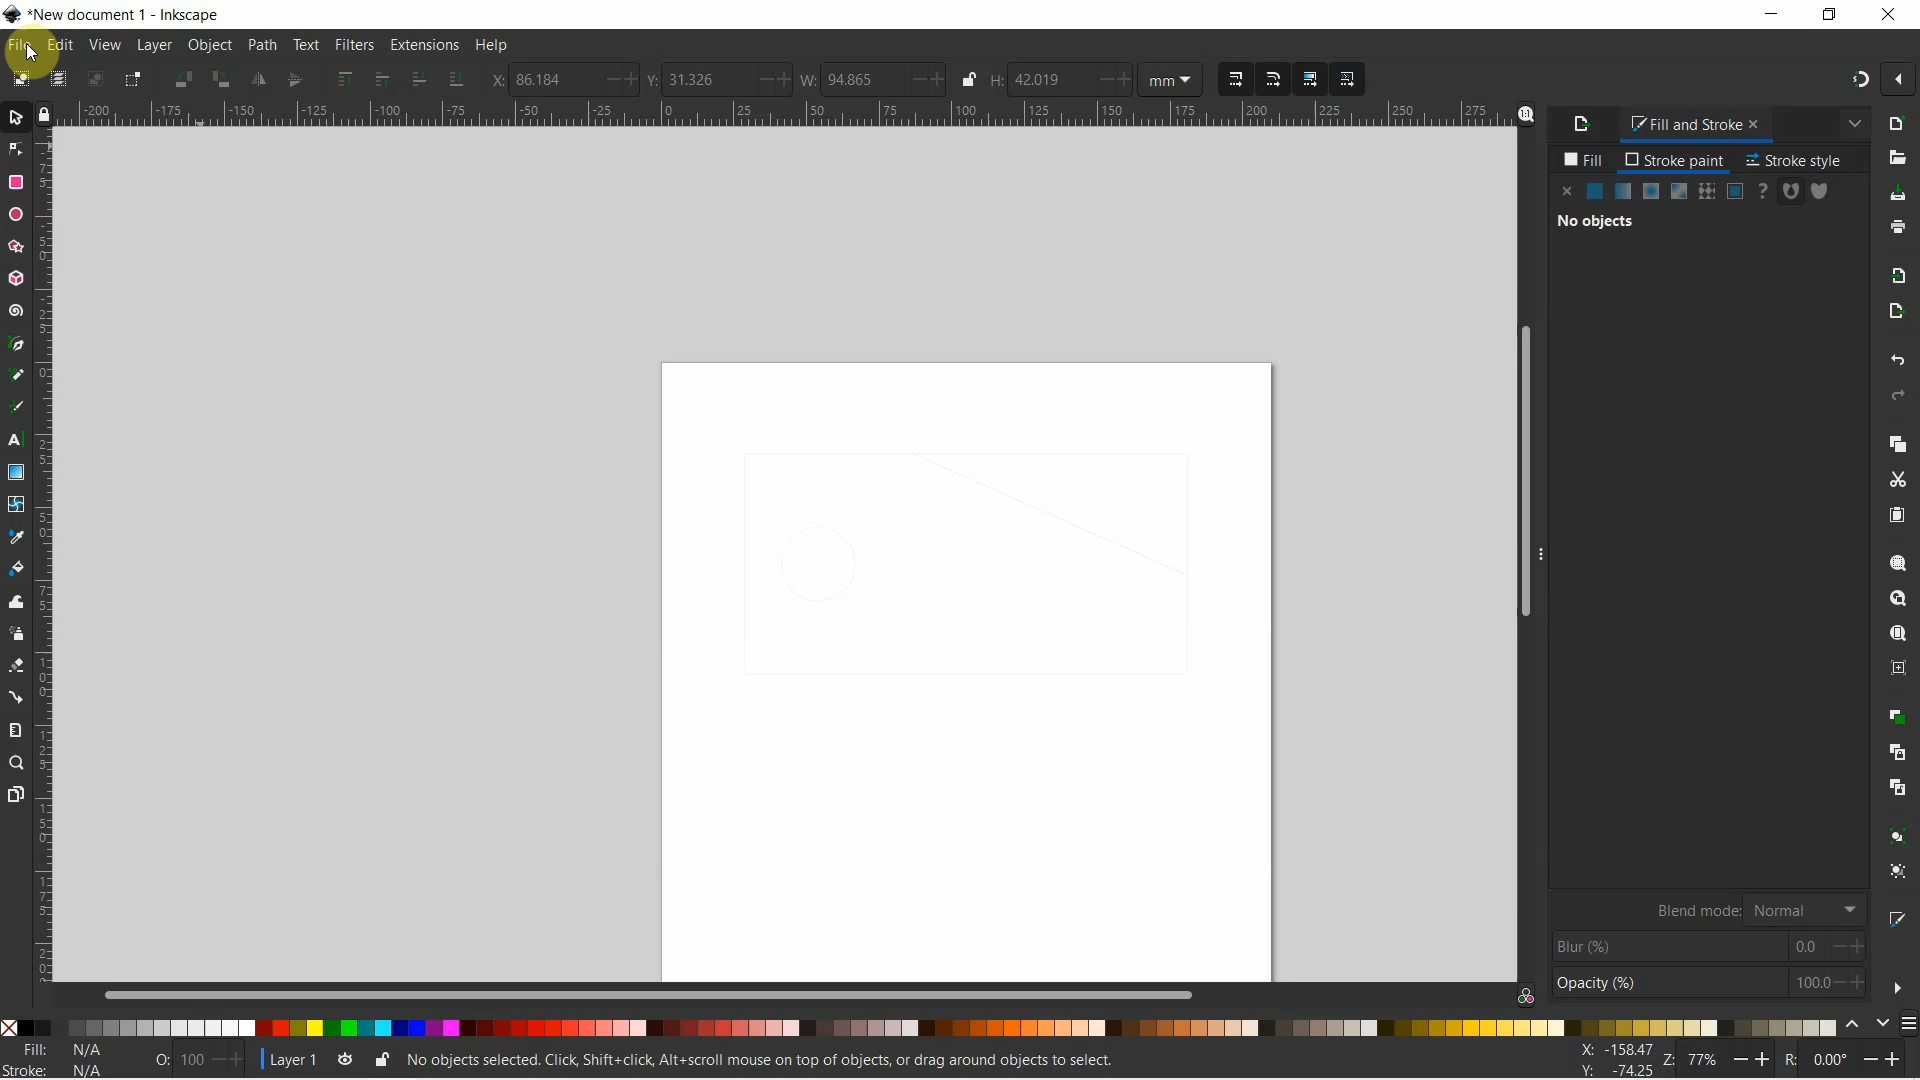 *New document 1 - Inkscape
File Edit View Layer Object Path Text Filters Extensions Help
X: 86.184 Y: 31.326 W: 94.865 H: 42.019 mm
-200 -175 -150 -125 -100 -75 -50 -25 0 25 50 75 100 125 150 175 200 225 250 275
1:1
Fill and Stroke
Fill Stroke paint Stroke style
?
No objects
Blend mode: Normal
Blur (%) 0.0
Opacity (%) 100.0
Fill: N/A
Stroke: N/A
O: 100
Layer 1
No objects selected. Click, Shift+click, Alt+scroll mouse on top of objects, or drag around objects to select.
X: -158.47
Y: -74.25
Z: 77%
R: 0.00°